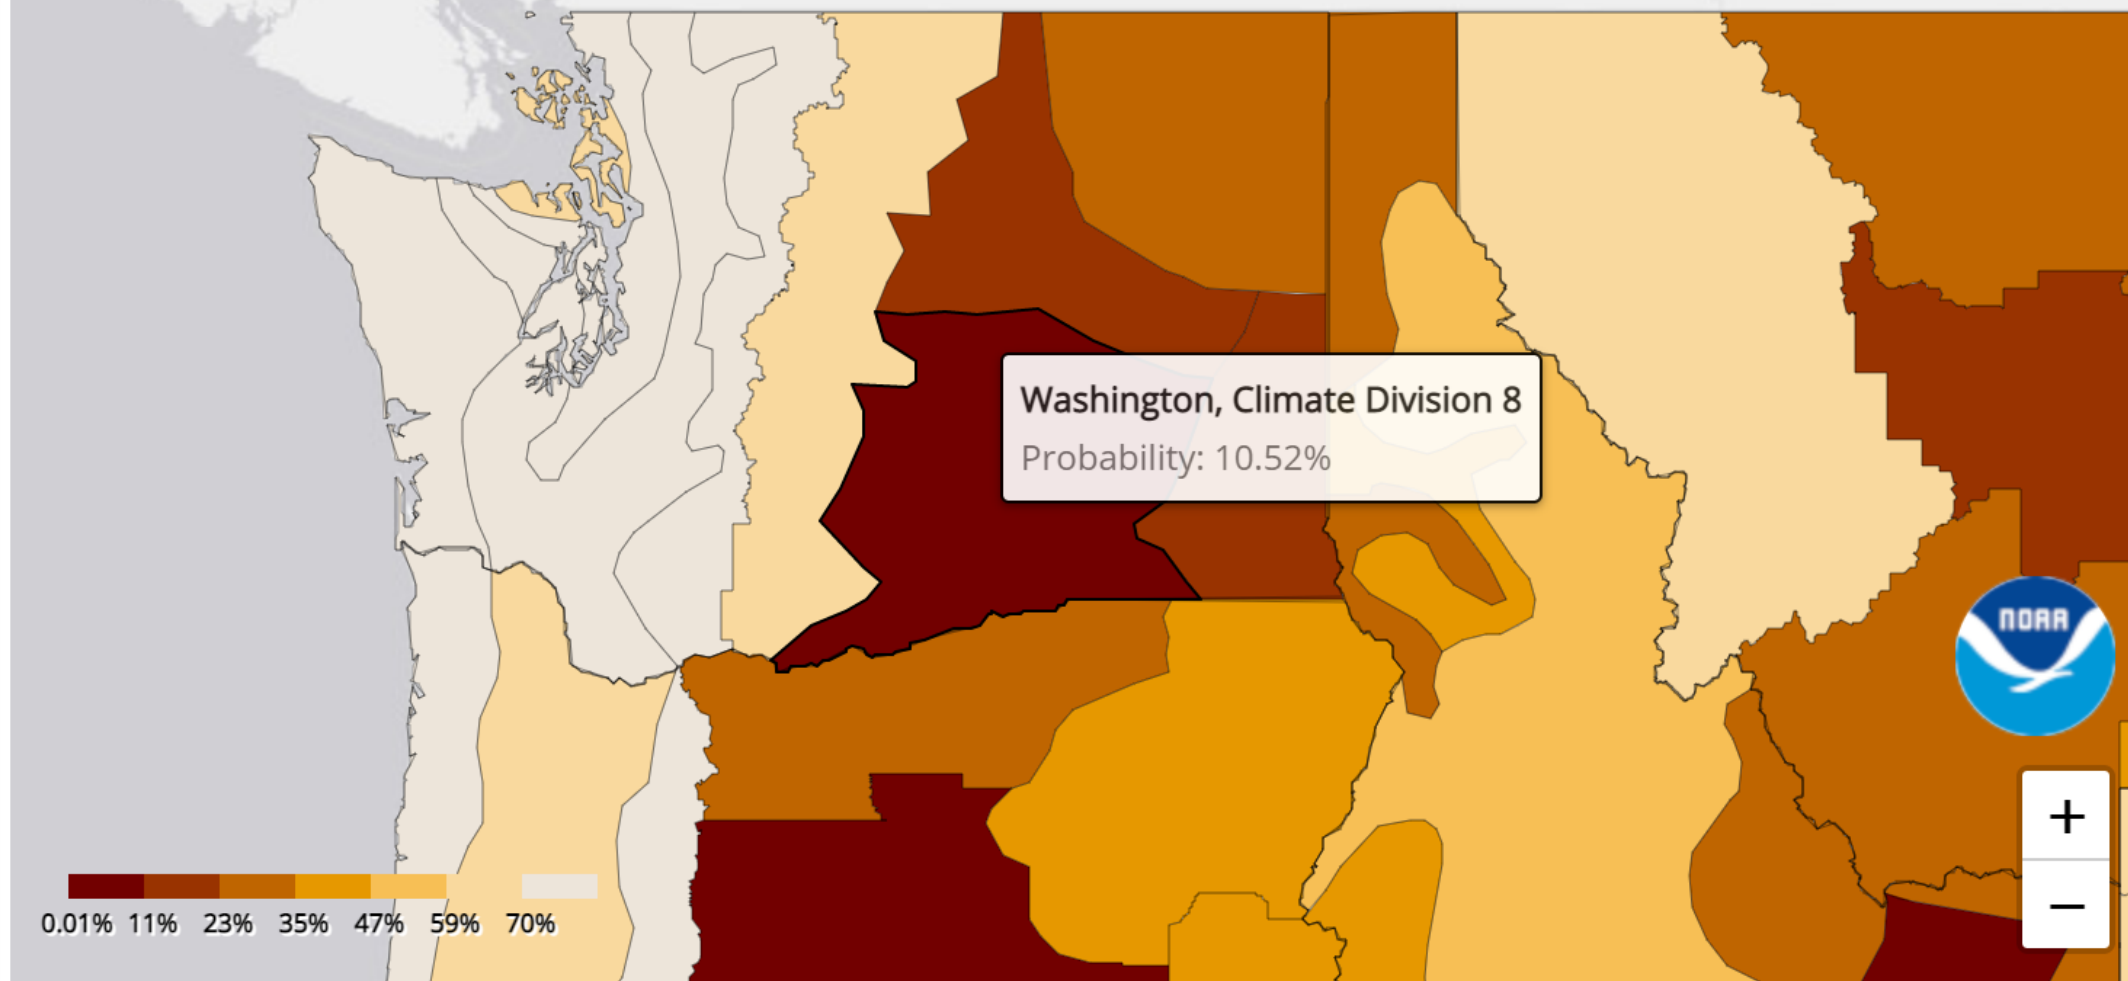 Washington, Climate Division 8
Probability: 10.52%
NOAA
+
−
0.01% 11% 23% 35% 47% 59% 70%